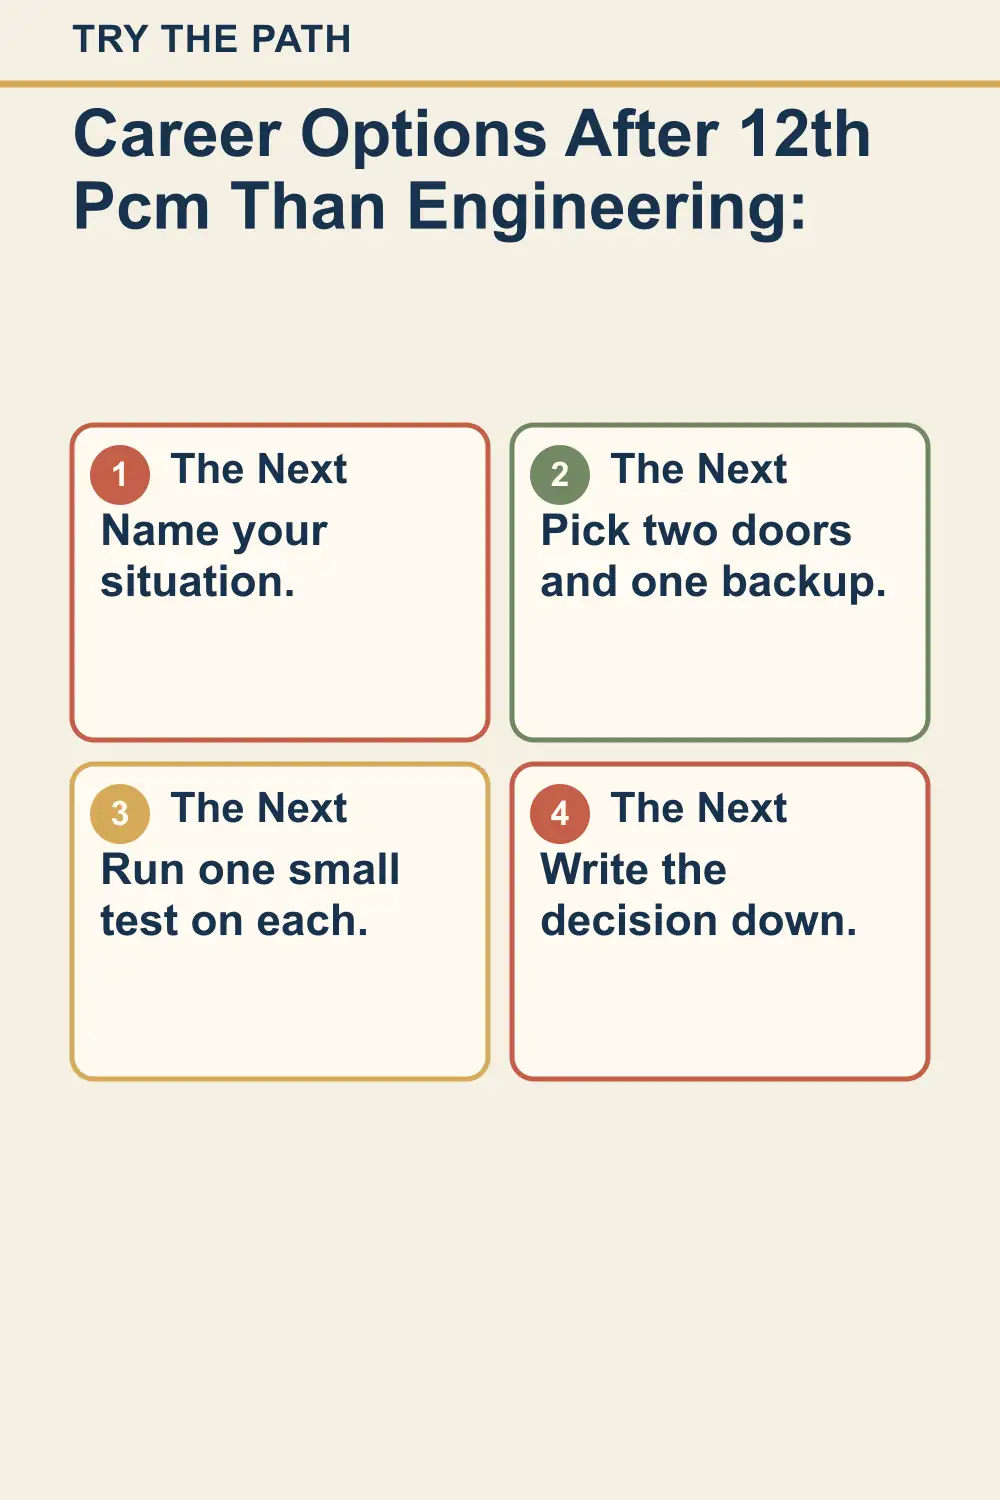 TRY THE PATH
Career Options After 12th
Pcm Than Engineering:
1 The Next
Name your
situation.
2 The Next
Pick two doors
and one backup.
3 The Next
Run one small
test on each.
4 The Next
Write the
decision down.